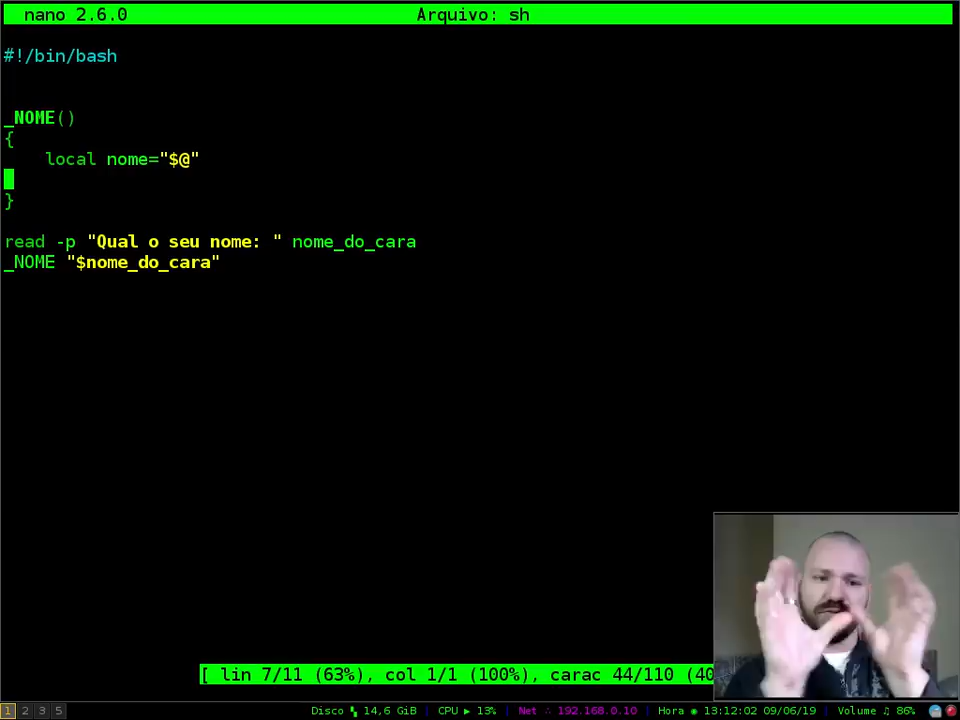 nano 2.6.0 Arquivo: sh
#!/bin/bash
_NOME()
{
local nome="$@"
}
read -p "Qual o seu nome: " nome_do_cara
_NOME "$nome_do_cara"
[ lin 7/11 (63%), col 1/1 (100%), carac 44/110 (40
1 2 3 5 Disco 14,6 GiB | CPU ▶ 13% | Net ∴ 192.168.0.10 | Hora ◉ 13:12:02 09/06/19 | Volume ♫ 86%